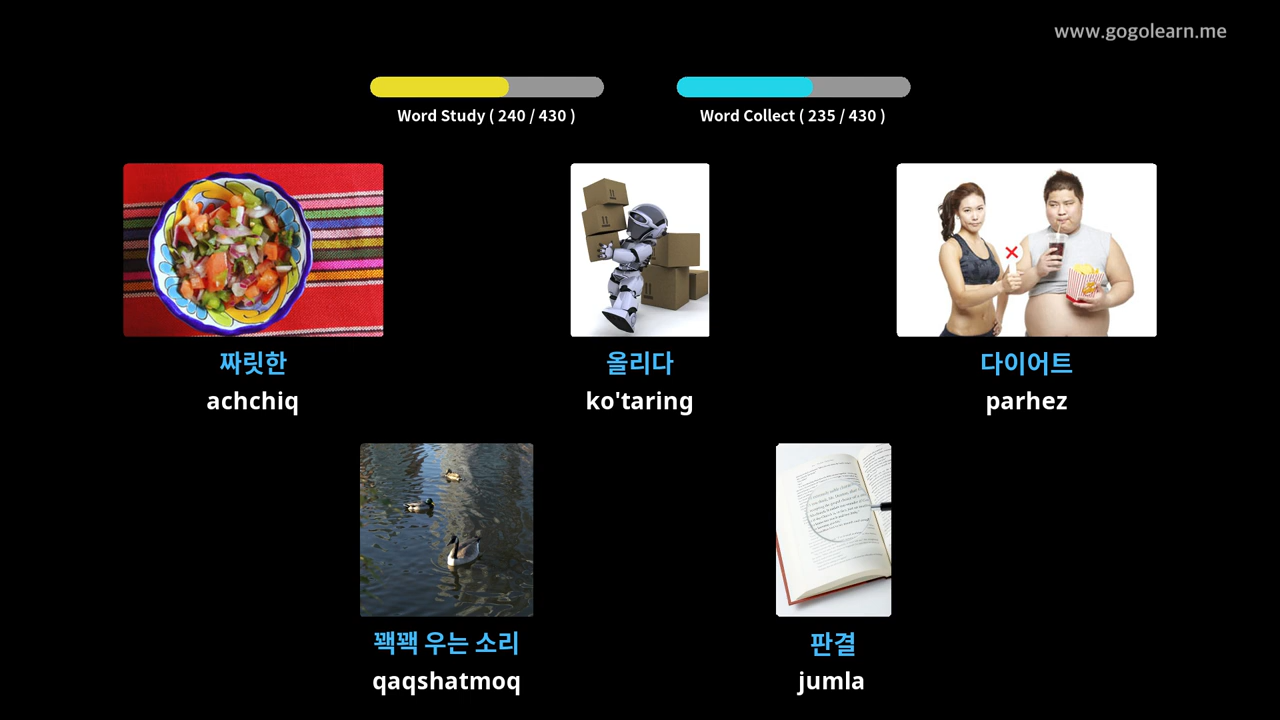 www.gogolearn.me
Word Study ( 240 / 430 )
Word Collect ( 235 / 430 )
짜릿한
achchiq
올리다
ko'taring
다이어트
parhez
꽥꽥 우는 소리
qaqshatmoq
판결
jumla